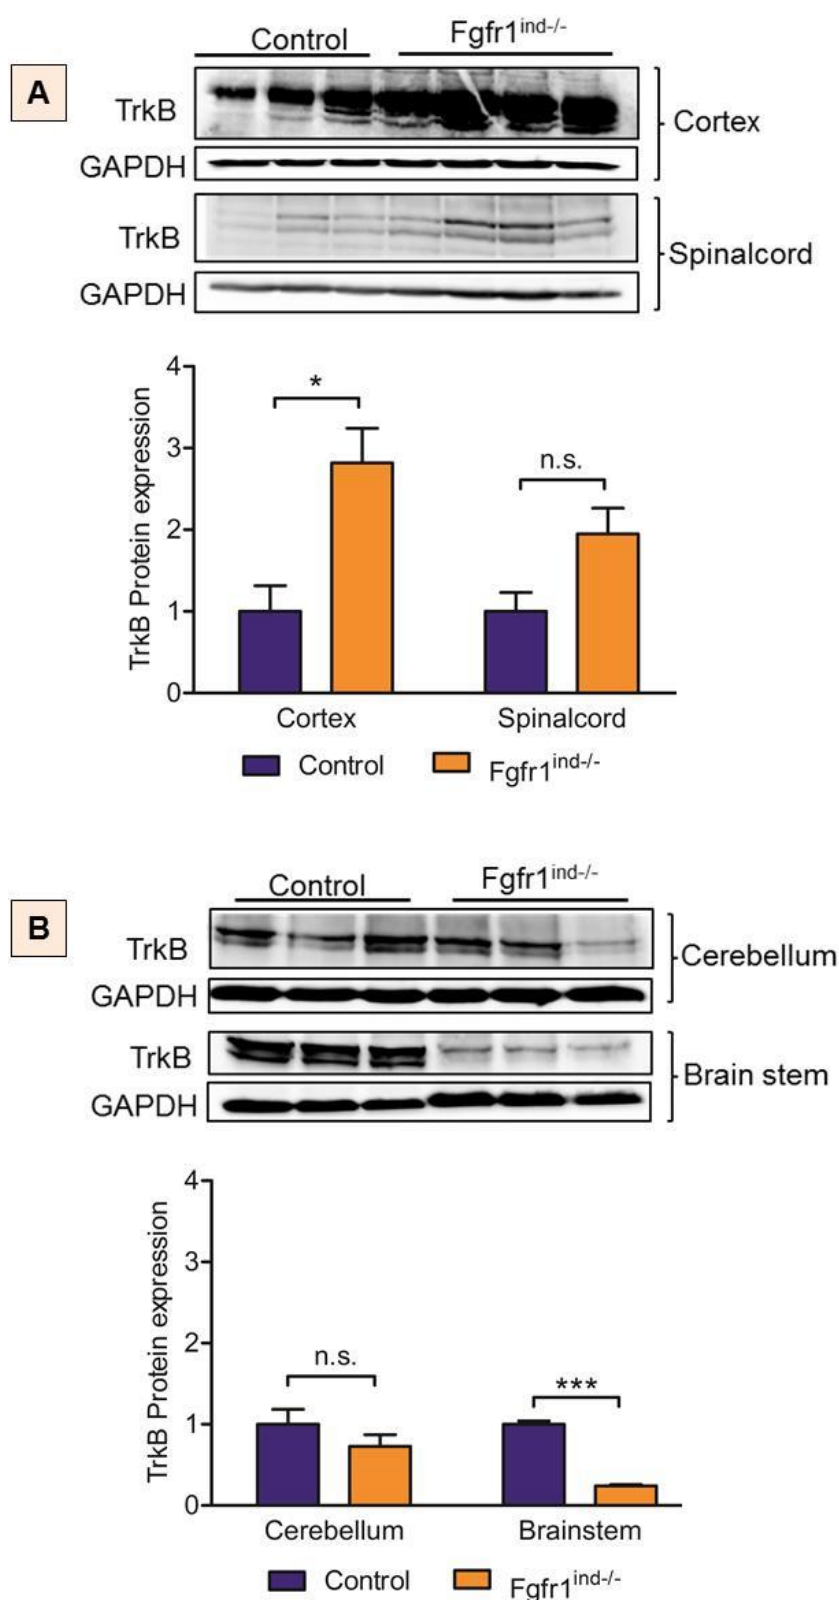 Control Fgfr1ind-/-
A
TrkB
Cortex
GAPDH
TrkB
Spinalcord
GAPDH
4
3
2
1
0
TrkB Protein expression
*
n.s.
Cortex Spinalcord
Control Fgfr1ind-/-
Control Fgfr1ind-/-
B
TrkB
Cerebellum
GAPDH
TrkB
Brain stem
GAPDH
4
3
2
1
0
TrkB Protein expression
n.s.
***
Cerebellum Brainstem
Control Fgfr1ind-/-